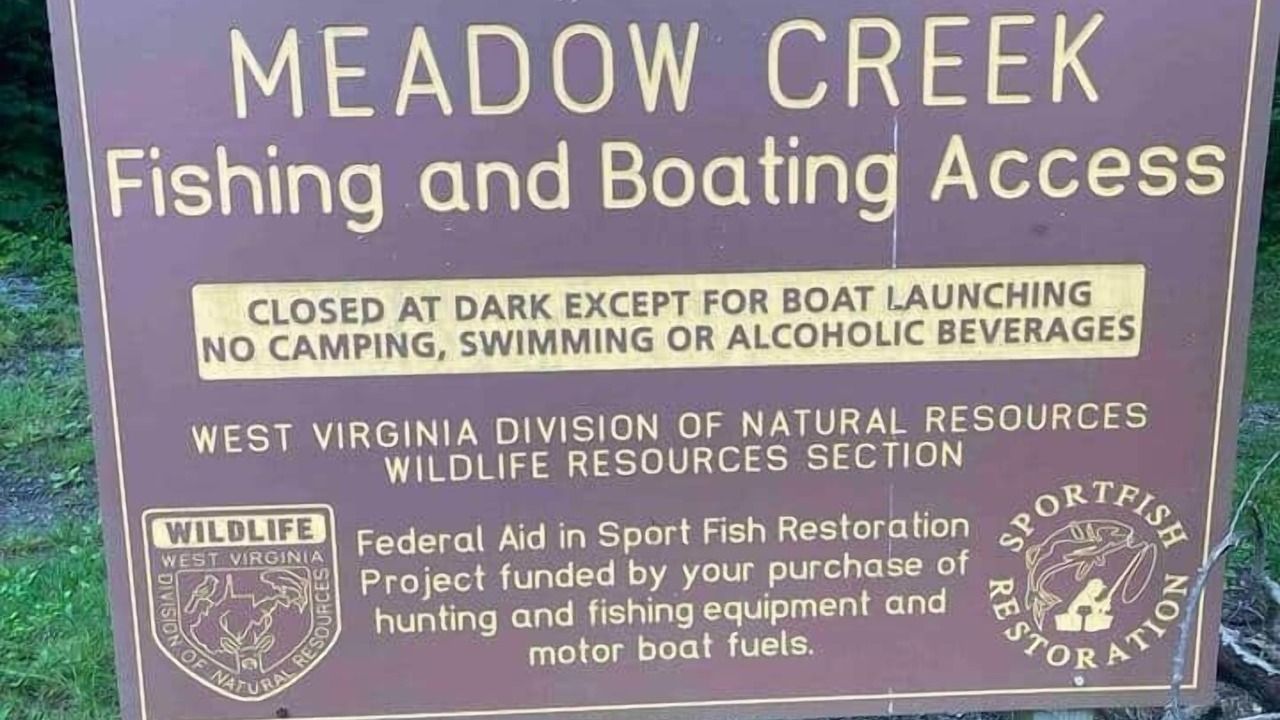 MEADOW CREEK
Fishing and Boating Access
CLOSED AT DARK EXCEPT FOR BOAT LAUNCHING
NO CAMPING, SWIMMING OR ALCOHOLIC BEVERAGES
WEST VIRGINIA DIVISION OF NATURAL RESOURCES
WILDLIFE RESOURCES SECTION
WILDLIFE
WEST VIRGINIA
DIVISION OF NATURAL RESOURCES
Federal Aid in Sport Fish Restoration
Project funded by your purchase of
hunting and fishing equipment and
motor boat fuels.
SPORTFISH
RESTORATION